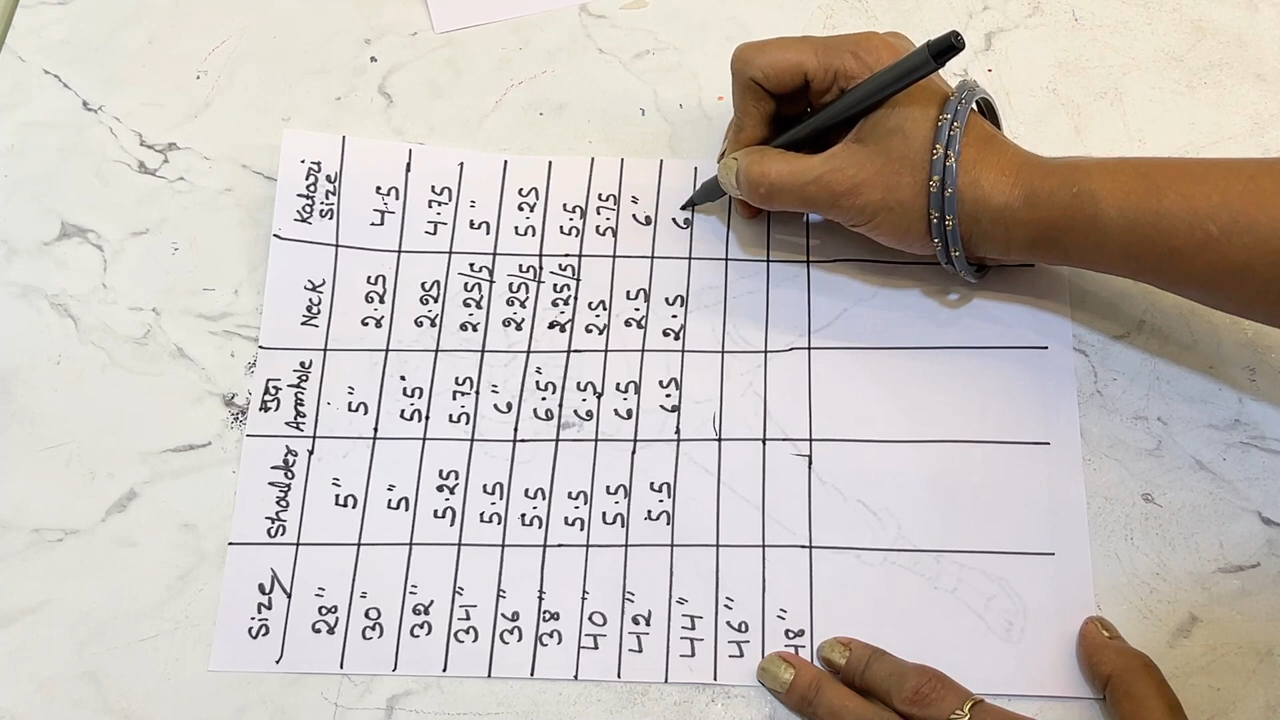 Size Shoulder मुंढा Armhole Neck Katori Size
28" 5" 5" 2.25 4.5
30" 5" 5.5" 2.25 4.75
32" 5.25 5.75 2.25/5 5"
34" 5.5 6" 2.25/5 5.25
36" 5.5 6.5" 2.25/5 5.5
38" 5.5 6.5 2.5 5.75
40" 5.5 6.5 2.5 6"
42" 5.5 6.5 2.5 6
44"
46"
48"